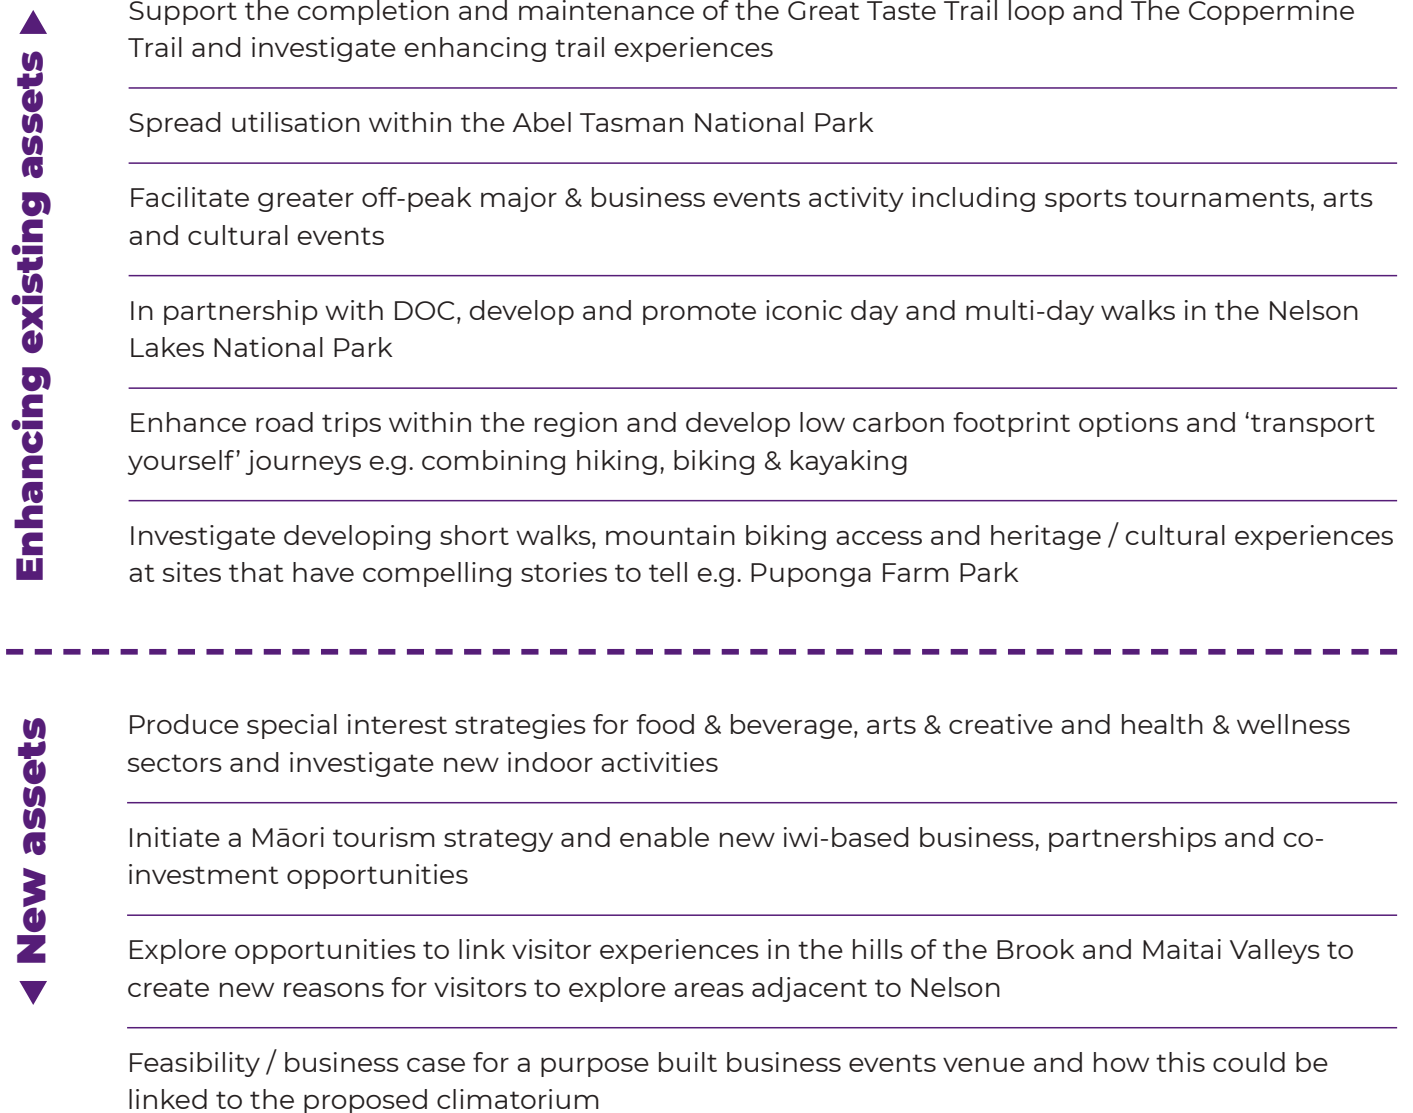 Enhancing existing assets
Support the completion and maintenance of the Great Taste Trail loop and The Coppermine
Trail and investigate enhancing trail experiences
Spread utilisation within the Abel Tasman National Park
Facilitate greater off-peak major & business events activity including sports tournaments, arts
and cultural events
In partnership with DOC, develop and promote iconic day and multi-day walks in the Nelson
Lakes National Park
Enhance road trips within the region and develop low carbon footprint options and ‘transport
yourself’ journeys e.g. combining hiking, biking & kayaking
Investigate developing short walks, mountain biking access and heritage / cultural experiences
at sites that have compelling stories to tell e.g. Puponga Farm Park
New assets
Produce special interest strategies for food & beverage, arts & creative and health & wellness
sectors and investigate new indoor activities
Initiate a Māori tourism strategy and enable new iwi-based business, partnerships and co-
investment opportunities
Explore opportunities to link visitor experiences in the hills of the Brook and Maitai Valleys to
create new reasons for visitors to explore areas adjacent to Nelson
Feasibility / business case for a purpose built business events venue and how this could be
linked to the proposed climatorium